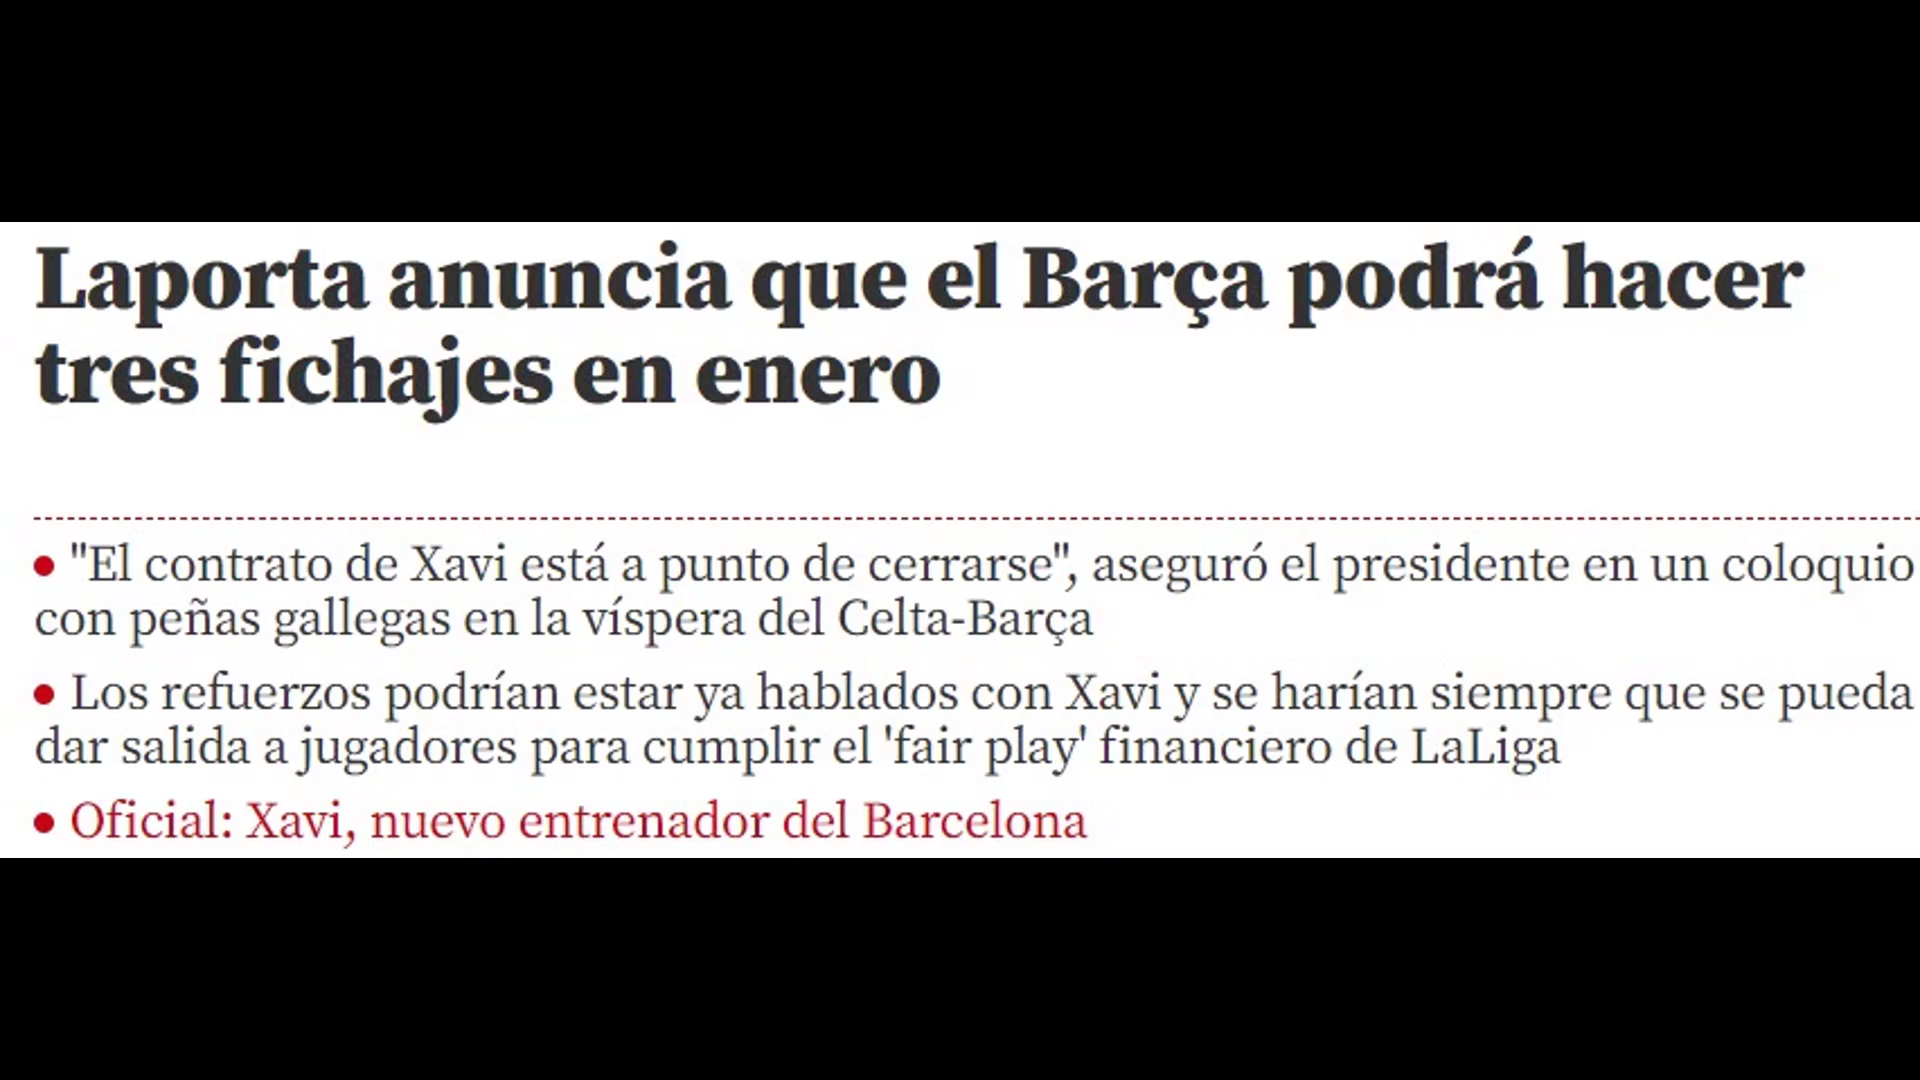 Laporta anuncia que el Barça podrá hacer
tres fichajes en enero
• "El contrato de Xavi está a punto de cerrarse", aseguró el presidente en un coloquio
con peñas gallegas en la víspera del Celta-Barça
• Los refuerzos podrían estar ya hablados con Xavi y se harían siempre que se pueda
dar salida a jugadores para cumplir el 'fair play' financiero de LaLiga
• Oficial: Xavi, nuevo entrenador del Barcelona